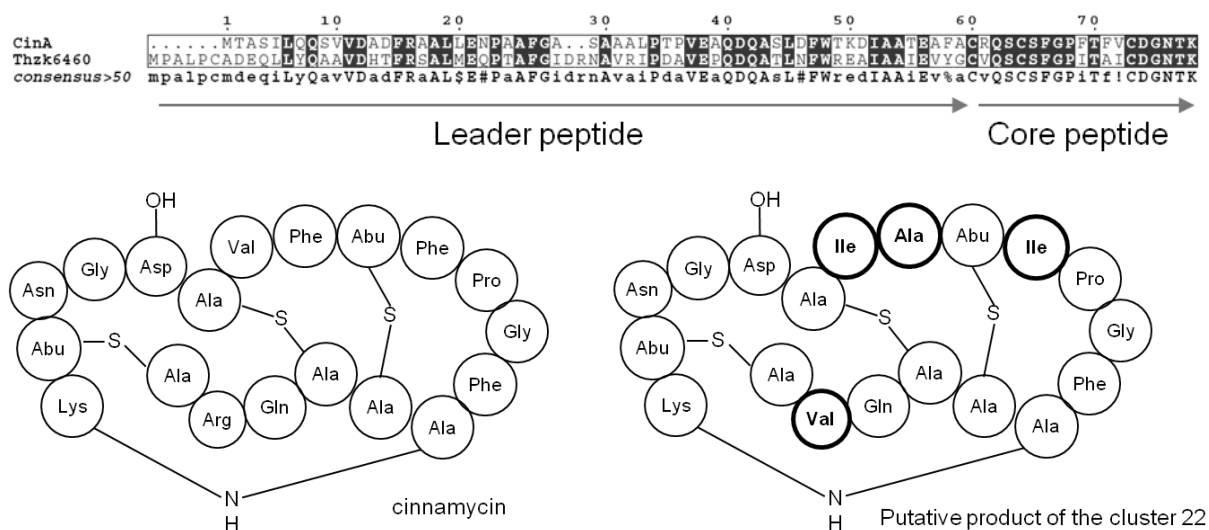 1 10 20 30 40 50 60 70
CinA ......MTASILQQSVVDADFRAALLENPAAFGA..SAAALPTPVEAQDQASLDFWTKDIAATEAFACRQSCSFGPFTFVCDGNTK
Thzk6460 MPALPCADEQLLYQAAVDHTFRSALMEQPTAFGIDRNAVRIPDAVEPQDQATLNFWREAIAAIEVYGCVQSCSFGPITAICDGNTK
consensus>50 mpalpcmdeqiLyQavVDadFRaAL$E#PaAFGidrnAvaiPdaVEaQDQAsL#FWredIAAiEv%aCvQSCSFGPiTf!CDGNTK
Leader peptide Core peptide
OH
Asn Gly Asp Ala Val Phe Abu Phe Pro Gly Phe Ala
Abu S Ala Arg Gln Ala Ala S S
Lys
N
H
cinnamycin
OH
Asn Gly Asp Ala Ile Ala Abu Ile Pro Gly Phe Ala
Abu S Ala Val Gln Ala Ala S S
Lys
N
H
Putative product of the cluster 22